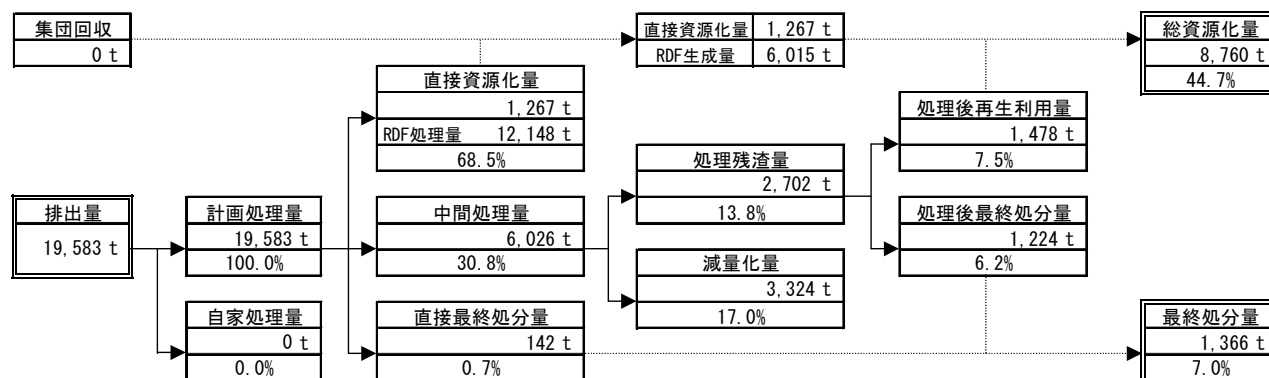 集団回収
0 t
直接資源化量 1,267 t
RDF生成量 6,015 t
総資源化量
8,760 t
44.7%
直接資源化量
1,267 t
RDF処理量 12,148 t
68.5%
処理後再生利用量
1,478 t
7.5%
処理残渣量
2,702 t
13.8%
排出量
19,583 t
計画処理量
19,583 t
100.0%
中間処理量
6,026 t
30.8%
処理後最終処分量
1,224 t
6.2%
減量化量
3,324 t
17.0%
自家処理量
0 t
0.0%
直接最終処分量
142 t
0.7%
最終処分量
1,366 t
7.0%